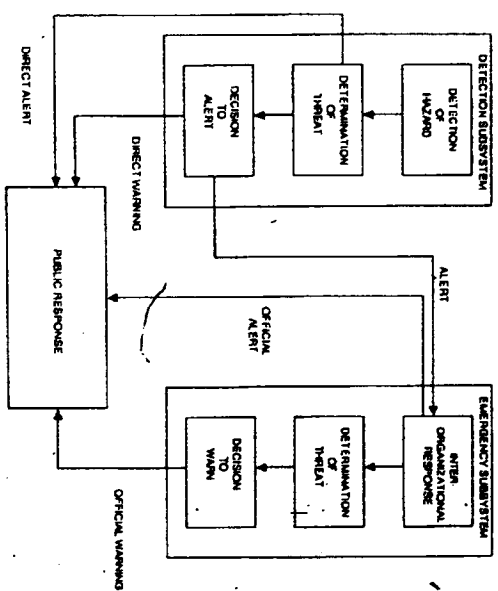 DETECTION SUBSYSTEM
DETECTION
OF
HAZARD
DETERMINATION
OF
THREAT
DECISION
TO
ALERT
DIRECT ALERT
DIRECT WARNING
ALERT
OFFICIAL
ALERT
PUBLIC RESPONSE
EMERGENCY SUBSYSTEM
INTER-
ORGANIZATIONAL
RESPONSE
DETERMINATION
OF
THREAT
DECISION
TO
WARN
OFFICIAL WARNING